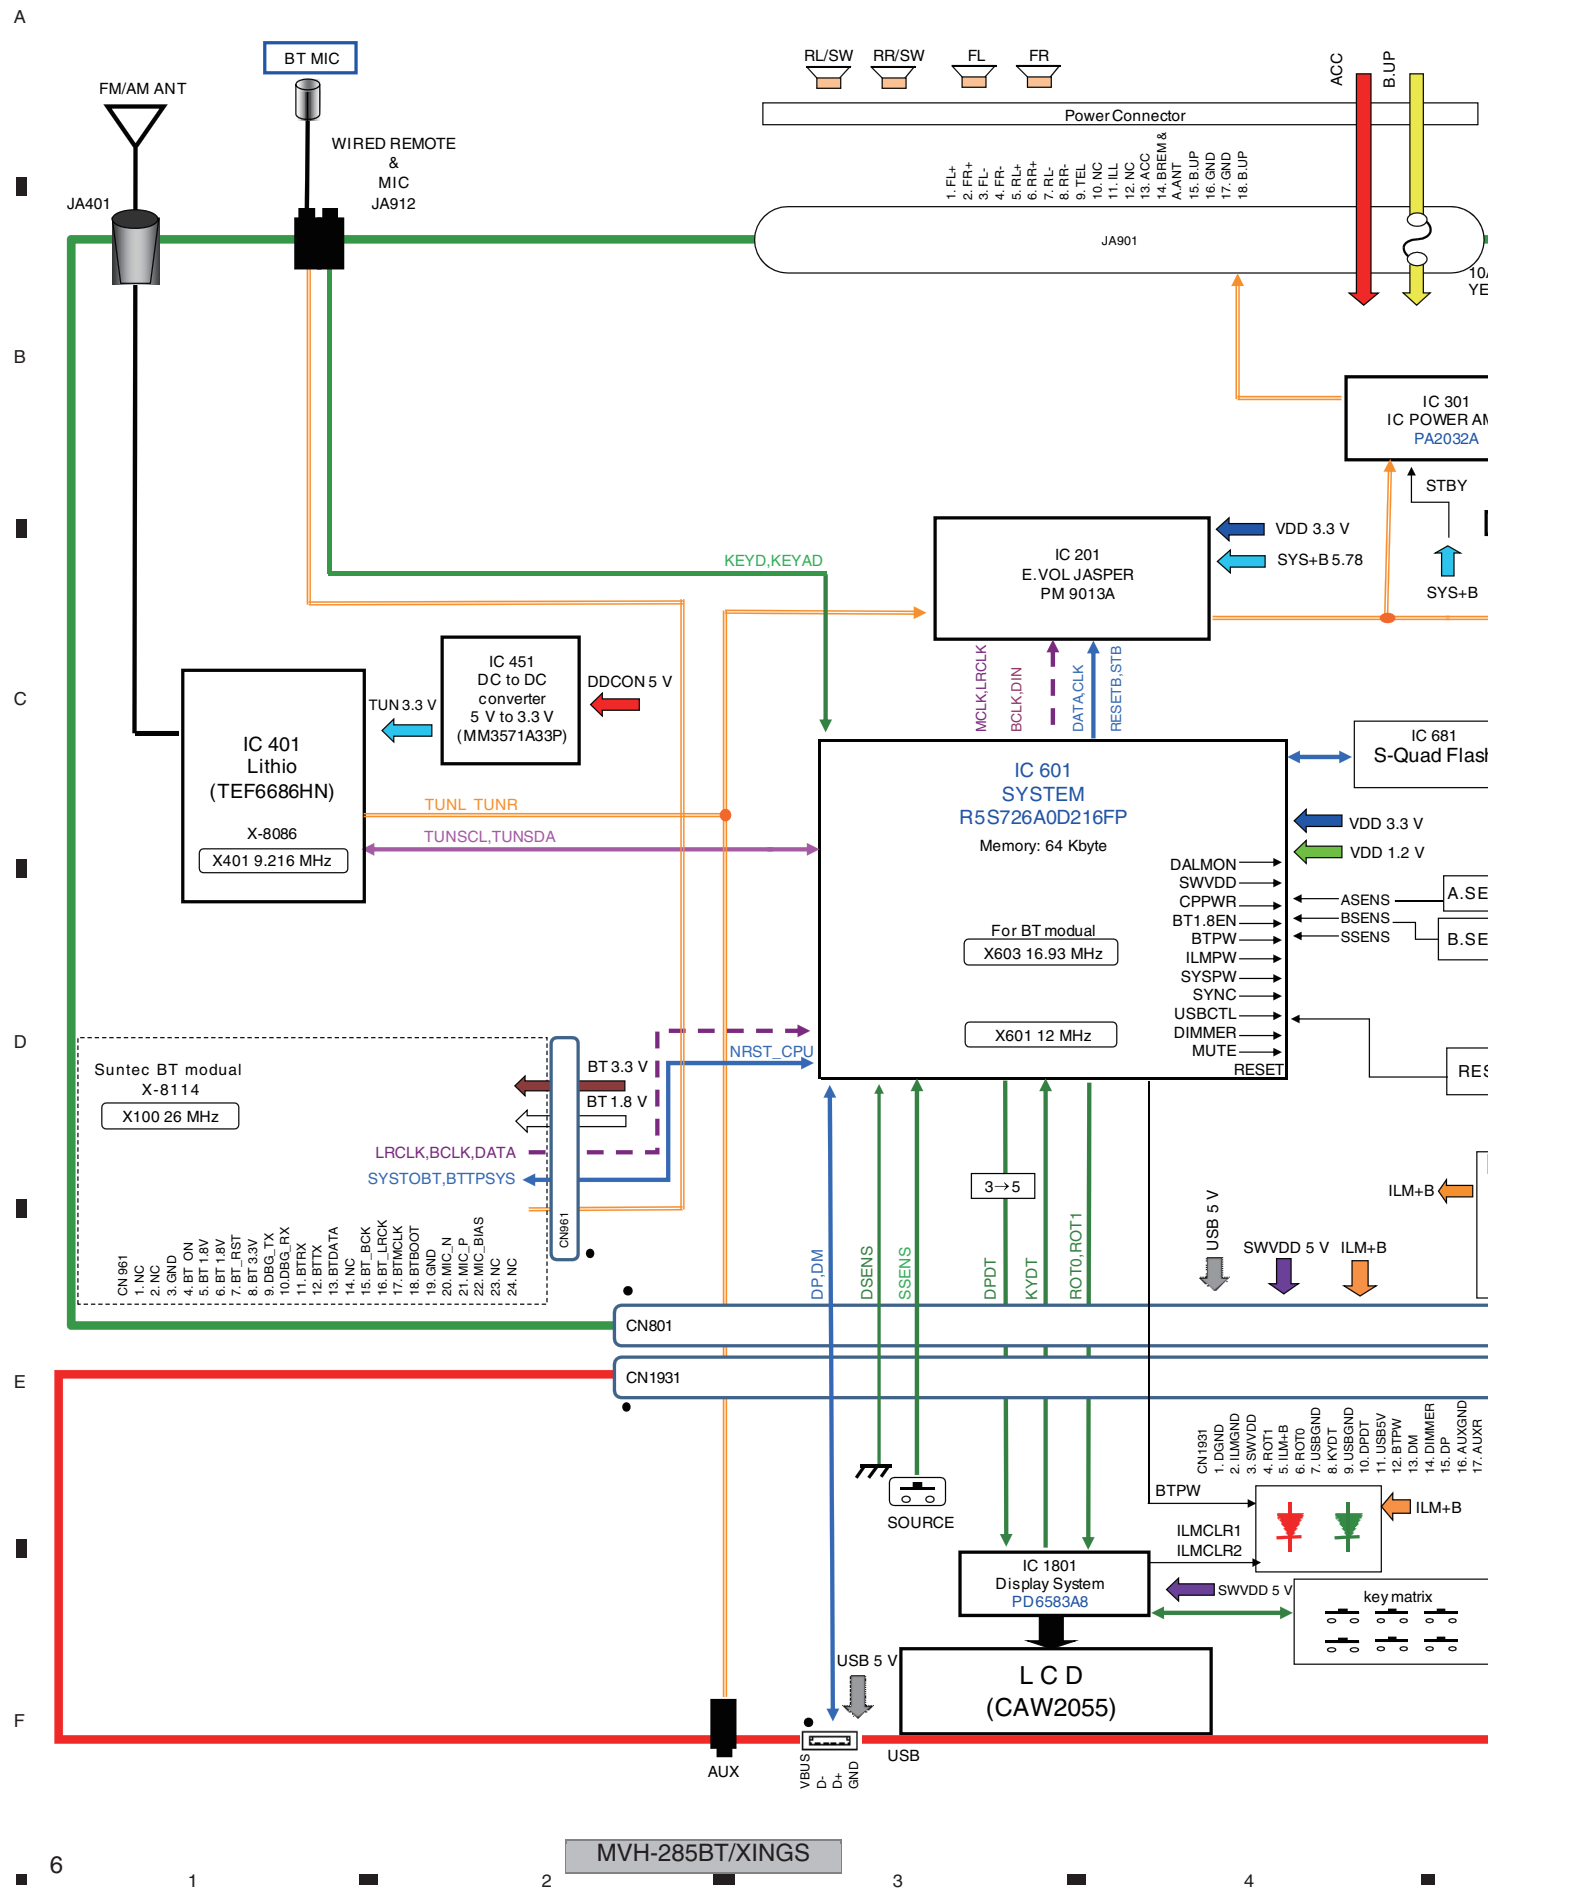 A
BT MIC
FM/AM ANT
WIRED REMOTE
&
MIC
JA912
JA401
RL/SW
RR/SW
FL
FR
ACC
B.UP
Power Connector
1. FL+
2. FR+
3. FL-
4. FR-
5. RL+
6. RR+
7. RL-
8. RR-
9. TEL
10. NC
11. ILL
12. NC
13. ACC
14. BREM &
A.ANT
15. B.UP
16. GND
17. GND
18. B.UP
JA901
10
YE
B
IC 301
IC POWER AM
PA2032A
STBY
SYS+B
IC 201
E.VOL JASPER
PM 9013A
VDD 3.3 V
SYS+B 5.78
KEYD,KEYAD
C
IC 451
DC to DC
converter
5 V to 3.3 V
(MM3571A33P)
DDCON 5 V
TUN 3.3 V
IC 401
Lithio
(TEF6686HN)
X-8086
X401 9.216 MHz
TUNL TUNR
TUNSCL,TUNSDA
MCLK,LRCLK
BCLK,DIN
DATA,CLK
RESETB,STB
IC 601
SYSTEM
R5S726A0D216FP
Memory: 64 Kbyte
For BT modual
X603 16.93 MHz
X601 12 MHz
DALMON
SWVDD
CPPWR
BT1.8EN
BTPW
ILMPW
SYSPW
SYNC
USBCTL
DIMMER
MUTE
RESET
IC 681
S-Quad Flash
VDD 3.3 V
VDD 1.2 V
ASENS
BSENS
SSENS
A.SE
B.SE
RES
D
Suntec BT modual
X-8114
X100 26 MHz
BT 3.3 V
BT 1.8 V
NRST_CPU
LRCLK,BCLK,DATA
SYSTOBT,BTTPSYS
CN961
CN 961
1. NC
2. NC
3. GND
4. BT_ON
5. BT 1.8V
6. BT 1.8V
7. BT_RST
8. BT 3.3V
9. DBG_TX
10.DBG_RX
11. BTRX
12. BTTX
13. BTDATA
14. NC
15. BT_BCK
16. BT_LRCK
17. BTMCLK
18. BTBOOT
19. GND
20. MIC_N
21. MIC_P
22. MIC_BIAS
23. NC
24. NC
DP,DM
DSENS
SSENS
3→5
DPDT
KYDT
ROT0,ROT1
USB 5 V
SWVDD 5 V
ILM+B
ILM+B
CN801
E
CN1931
CN1931
1. DGND
2. ILMGND
3. SWVDD
4. ROT1
5. ILM+B
6. ROT0
7. USBGND
8. KYDT
9. USBGND
10. DPDT
11. USB5V
12. BTPW
13. DM
14. DIMMER
15. DP
16. AUXGND
17. AUXR
BTPW
ILM+B
SOURCE
ILMCLR1
ILMCLR2
IC 1801
Display System
PD6583A8
SWVDD 5 V
key matrix
L C D
(CAW2055)
USB 5 V
F
AUX
VBUS
D-
D+
GND
USB
MVH-285BT/XINGS
6
1
2
3
4